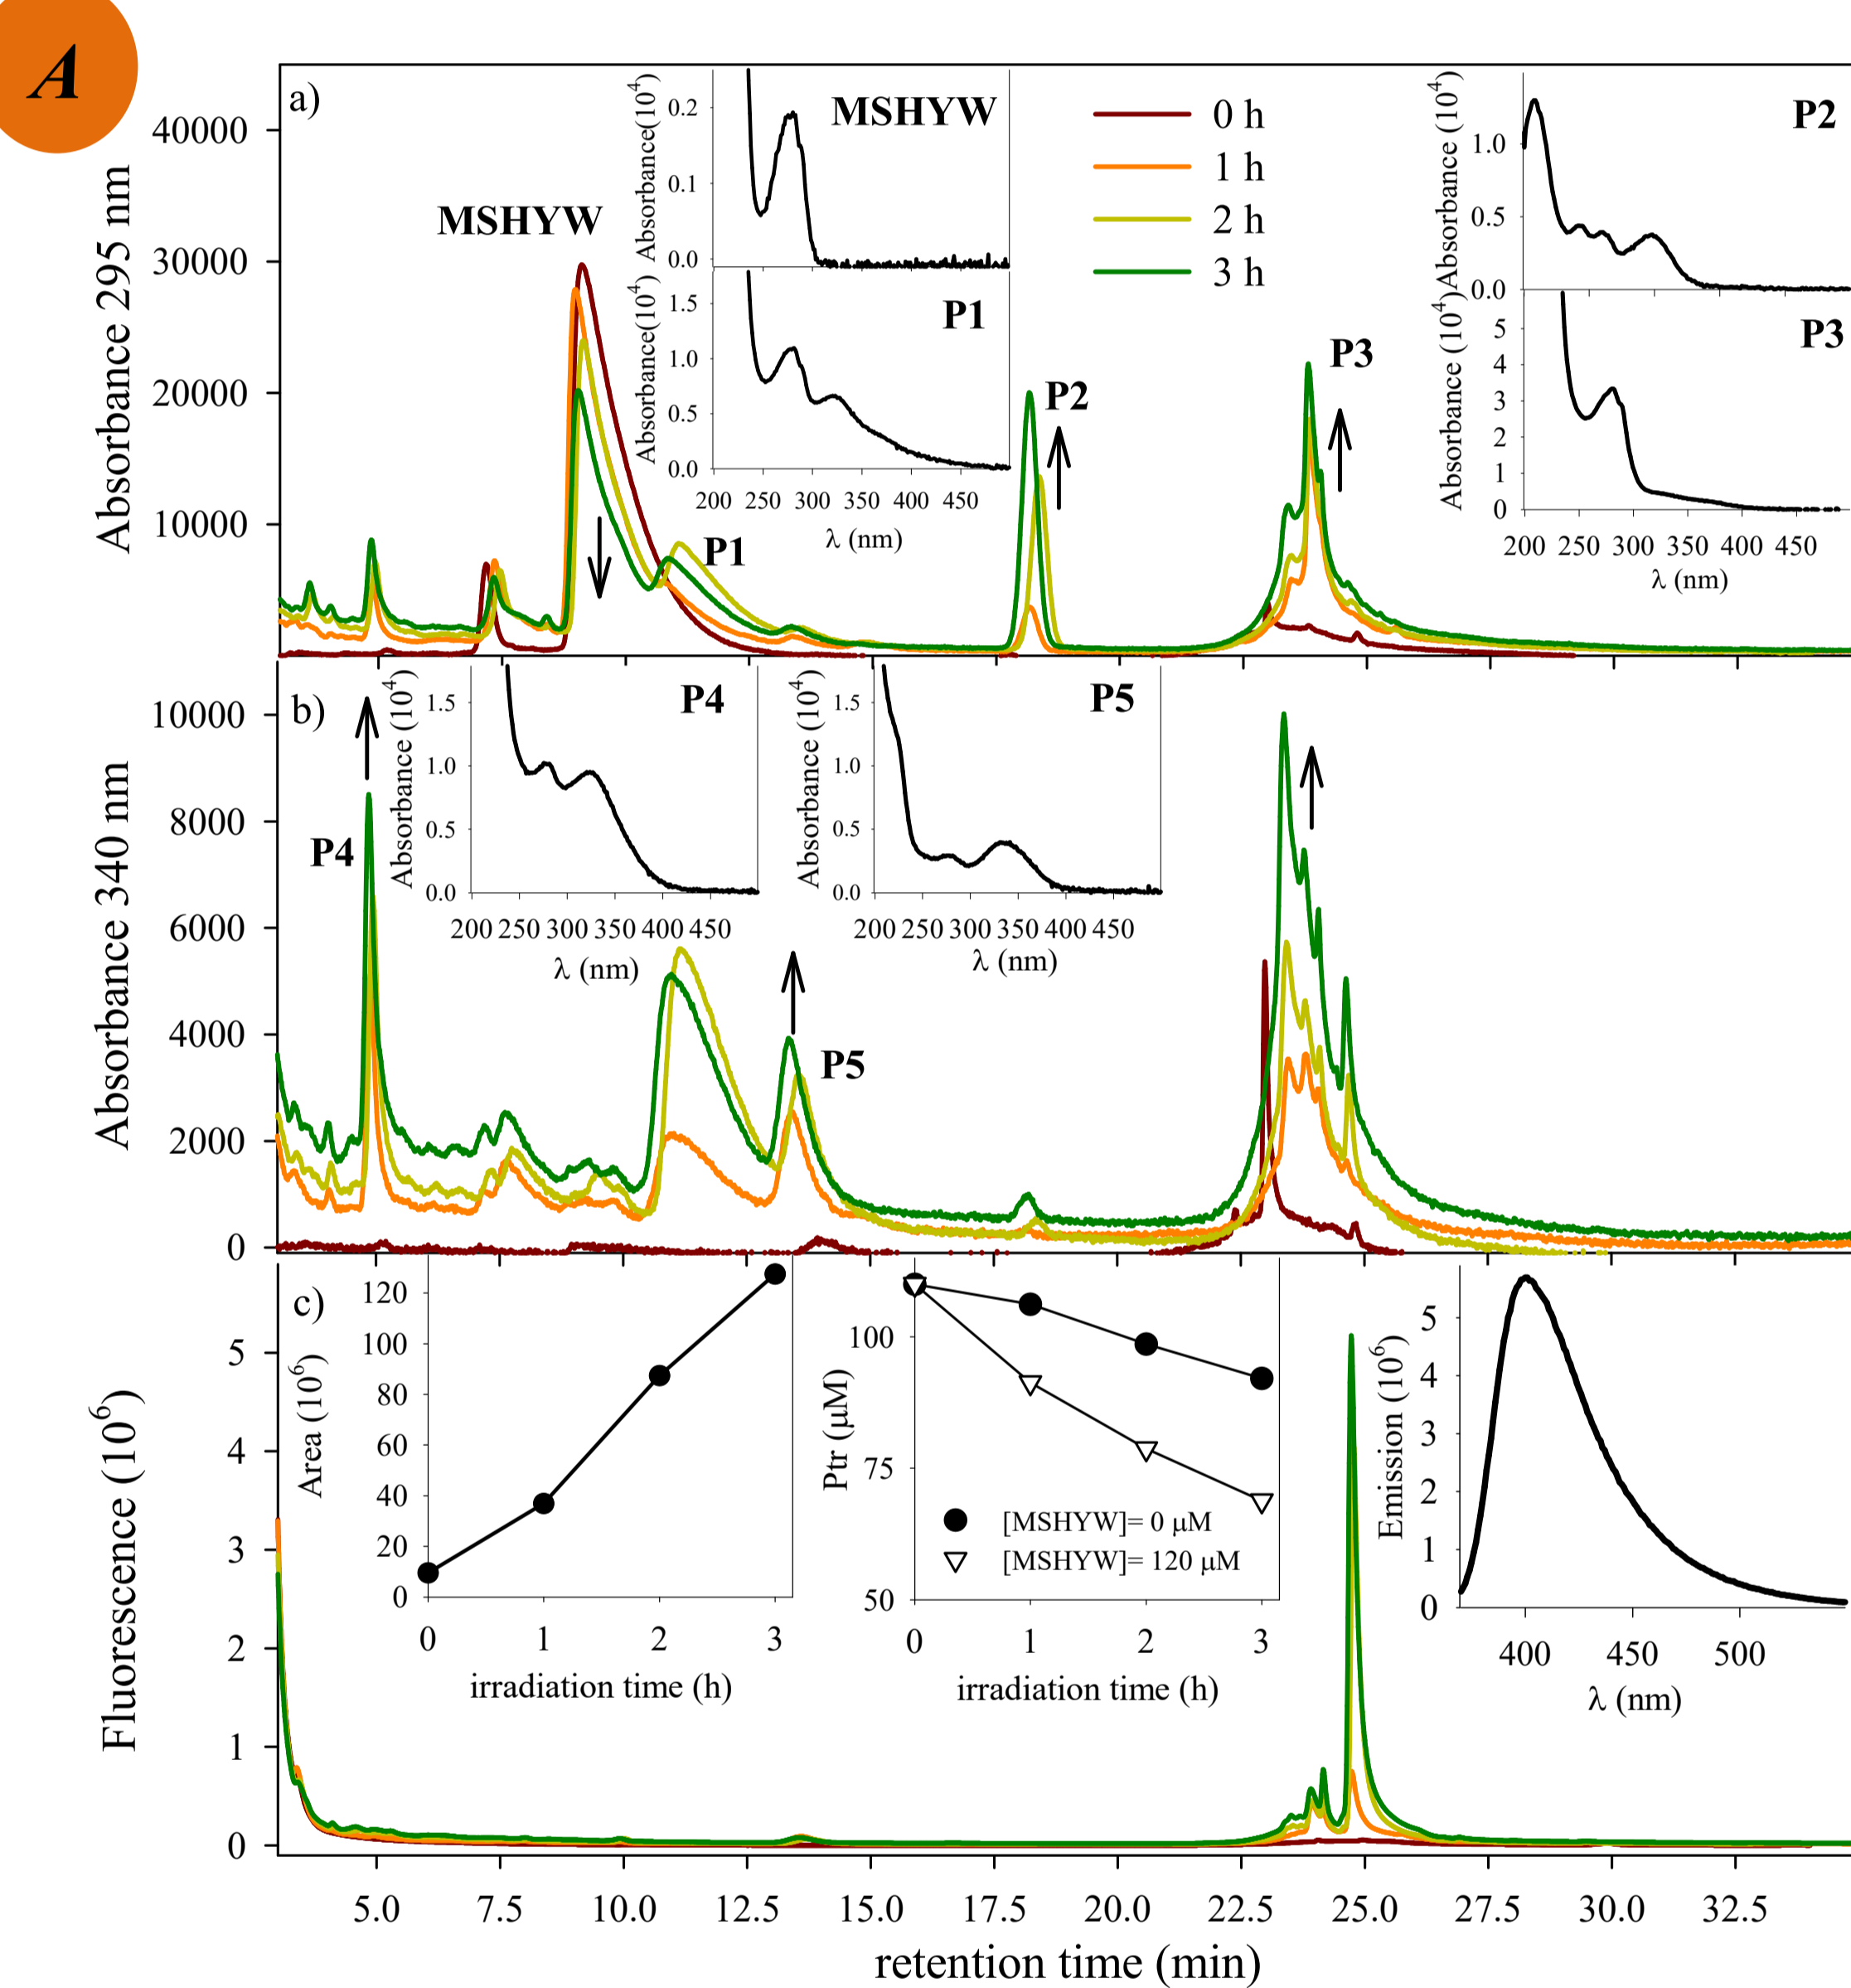 A
a)
Absorbance 295 nm
40000
30000
20000
10000
MSHYW
P1
P2
P3
0 h
1 h
2 h
3 h
MSHYW
Absorbance(10⁴)
0.2
0.1
0.0
P1
Absorbance(10⁴)
1.5
1.0
0.5
0.0
200 250 300 350 400 450
λ (nm)
P2
Absorbance (10⁴)
1.0
0.5
0.0
P3
Absorbance (10⁴)
5
4
3
2
1
0
200 250 300 350 400 450
λ (nm)
b)
Absorbance 340 nm
10000
8000
6000
4000
2000
0
P4
P5
P4
Absorbance (10⁴)
1.5
1.0
0.5
0.0
200 250 300 350 400 450
λ (nm)
P5
Absorbance (10⁴)
1.5
1.0
0.5
0.0
200 250 300 350 400 450
λ (nm)
c)
Fluorescence (10⁶)
5
4
3
2
1
0
Area (10⁶)
120
100
80
60
40
20
0
0 1 2 3
irradiation time (h)
Ptr (μM)
100
75
50
[MSHYW]= 0 μM
[MSHYW]= 120 μM
0 1 2 3
irradiation time (h)
Emission (10⁶)
5
4
3
2
1
0
400 450 500
λ (nm)
5.0 7.5 10.0 12.5 15.0 17.5 20.0 22.5 25.0 27.5 30.0 32.5
retention time (min)